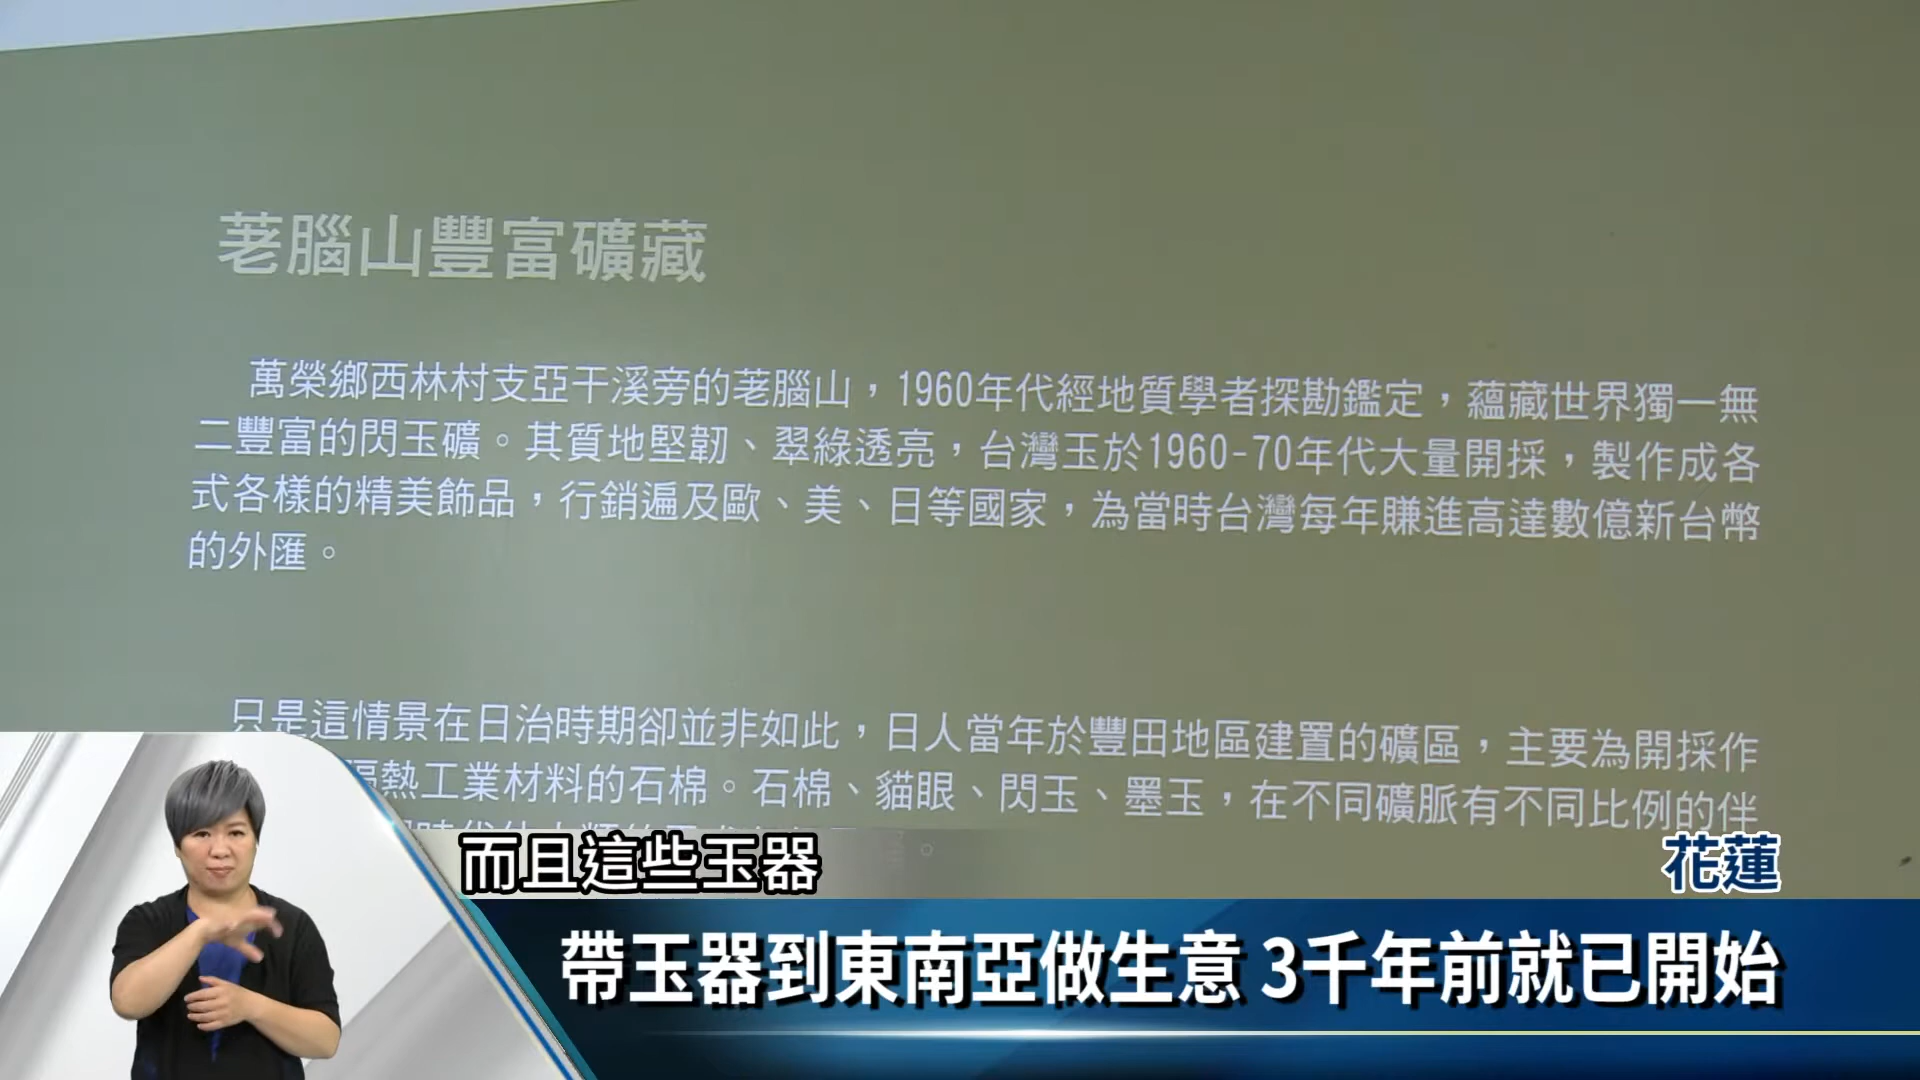 荖腦山豐富礦藏
萬榮鄉西林村支亞干溪旁的荖腦山，1960年代經地質學者探勘鑑定，蘊藏世界獨一無
二豐富的閃玉礦。其質地堅韌、翠綠透亮，台灣玉於1960-70年代大量開採，製作成各
式各樣的精美飾品，行銷遍及歐、美、日等國家，為當時台灣每年賺進高達數億新台幣
的外匯。
只是這情景在日治時期卻並非如此，日人當年於豐田地區建置的礦區，主要為開採作
隔熱工業材料的石棉。石棉、貓眼、閃玉、墨玉，在不同礦脈有不同比例的伴
而且這些玉器
花蓮
帶玉器到東南亞做生意 3千年前就已開始